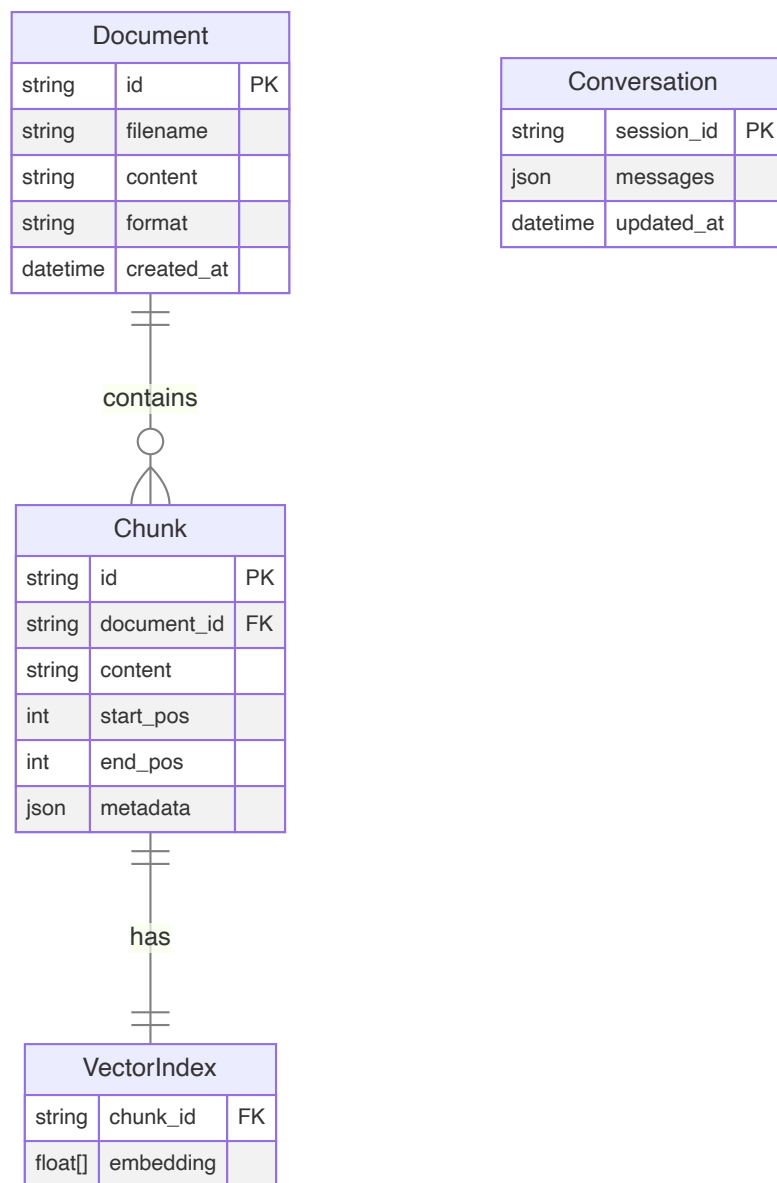 Document
string id PK
string filename
string content
string format
datetime created_at
Conversation
string session_id PK
json messages
datetime updated_at
contains
Chunk
string id PK
string document_id FK
string content
int start_pos
int end_pos
json metadata
has
VectorIndex
string chunk_id FK
float[] embedding